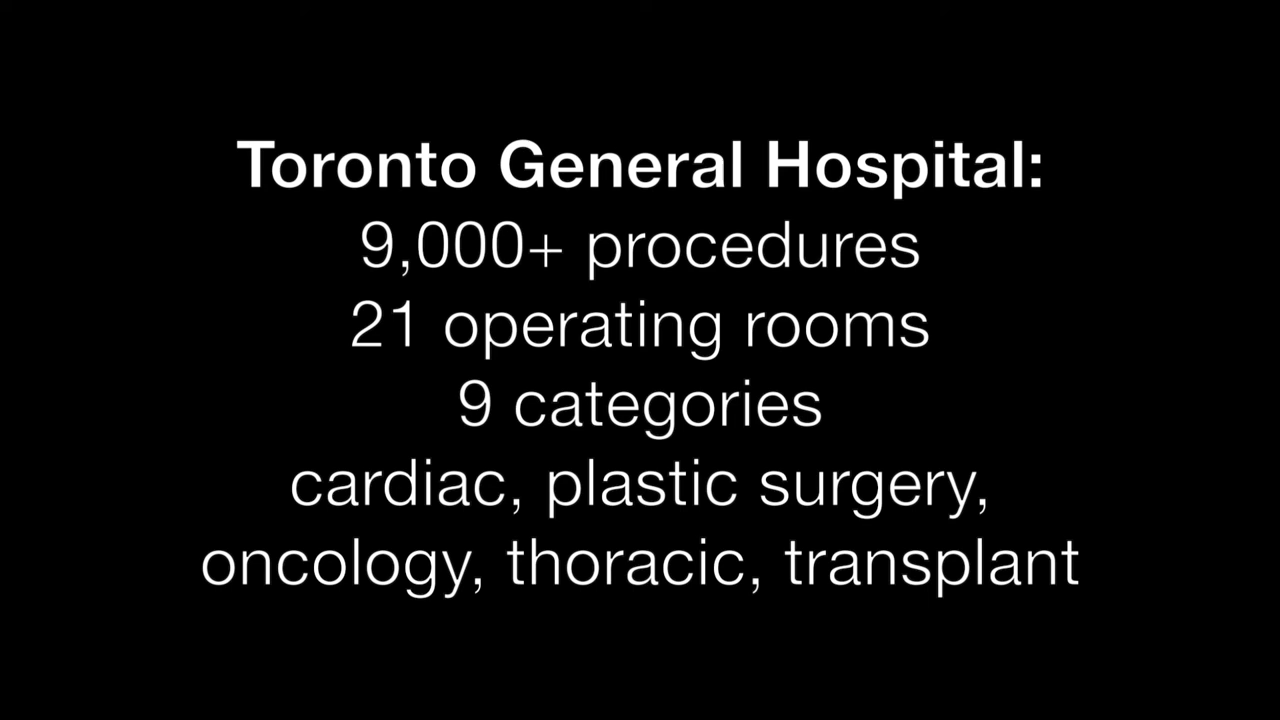 Toronto General Hospital:
9,000+ procedures
21 operating rooms
9 categories
cardiac, plastic surgery,
oncology, thoracic, transplant